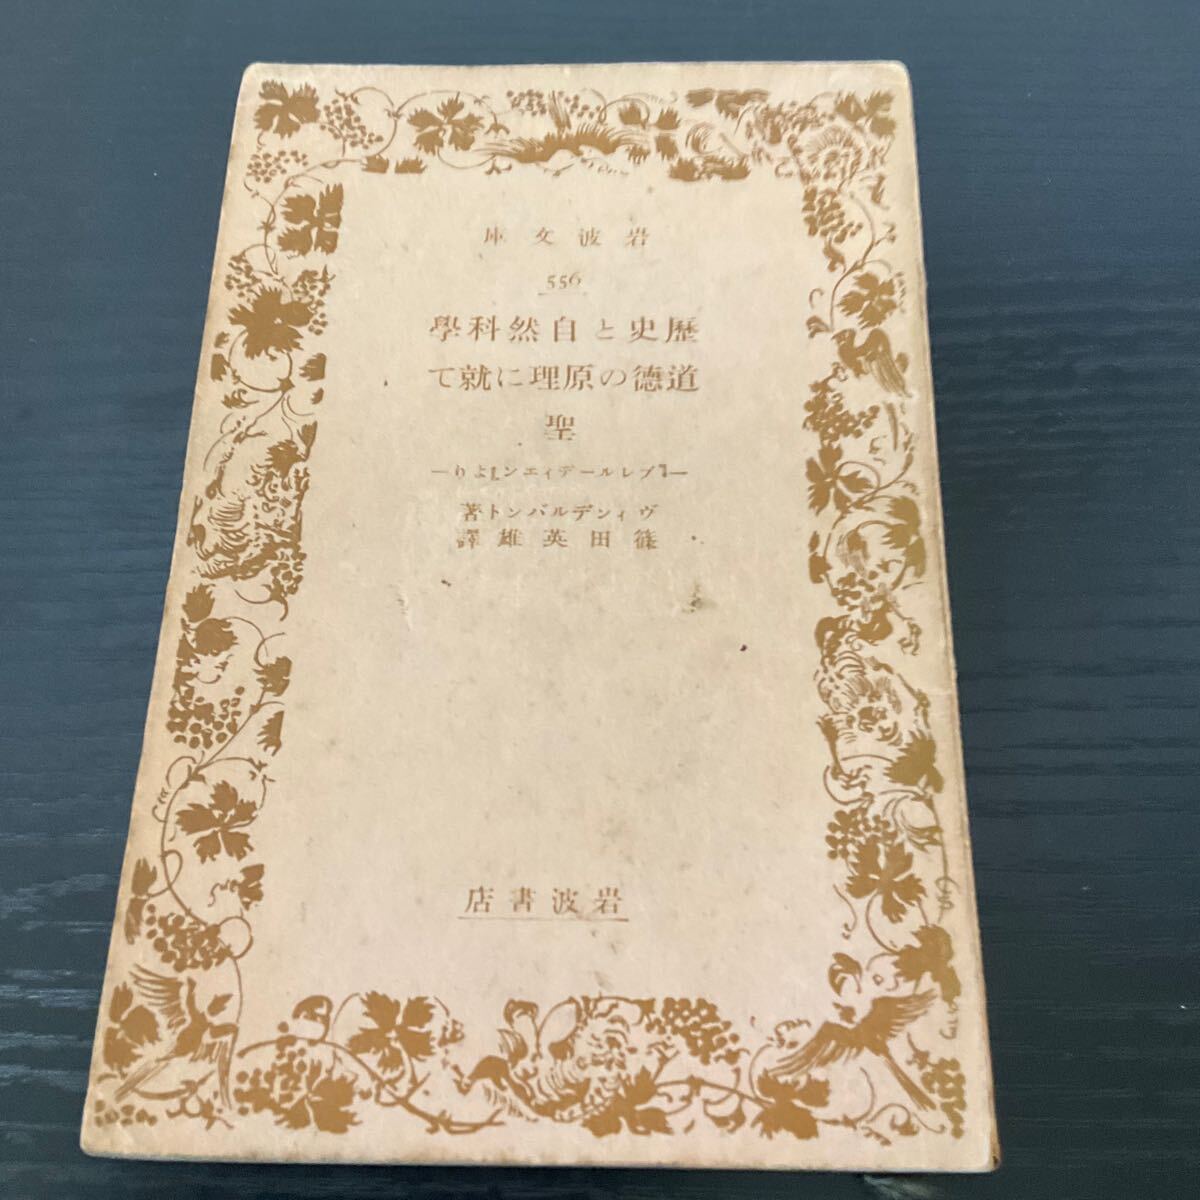 岩波文庫
556
歷史と自然科學
道德の原理に就て
聖
—『プレルーディエン』より—
ヴィンデルバント著
篠田英雄譯
岩波書店